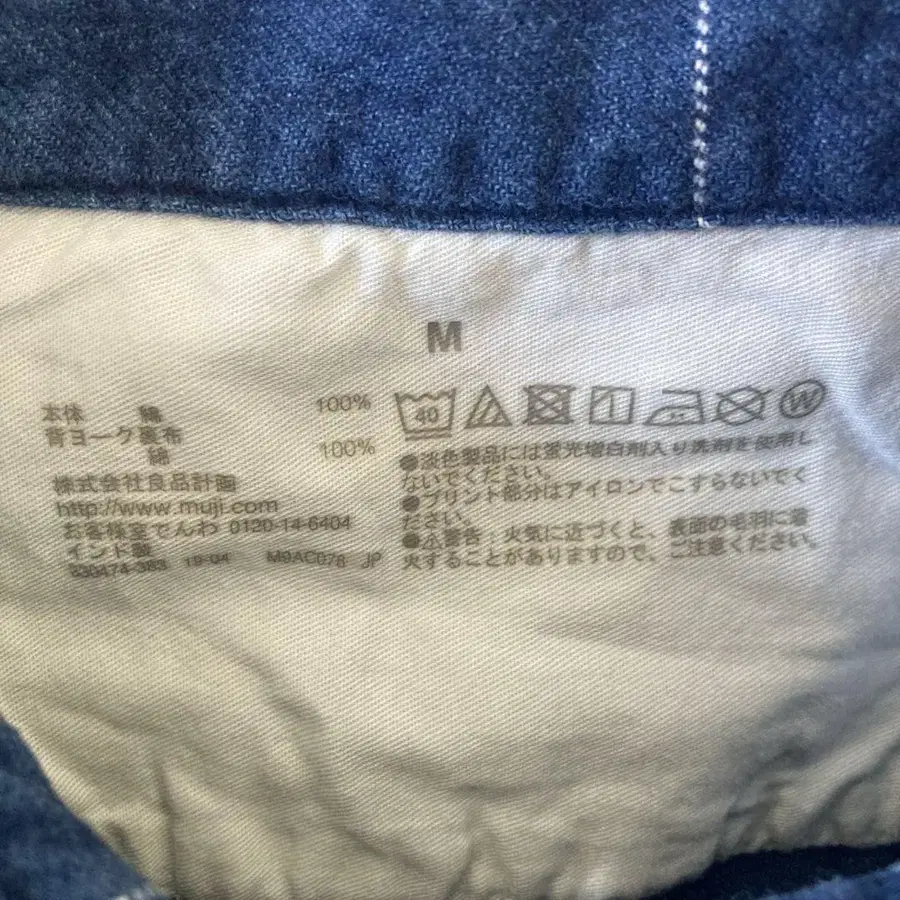 M
本体 綿 100%
背ヨーク裏布
綿 100%
株式会社良品計画
http://www.muji.com
お客様室でんわ 0120-14-6404
インド製
330474-383 19-04 M9AC078 JP
40
W
●淡色製品には蛍光増白剤入り洗剤を使用し
ないでください。
●プリント部分はアイロンでこすらないでく
ださい。
●⚠警告：火気に近づくと、表面の毛羽に着
火することがありますので、ご注意ください。